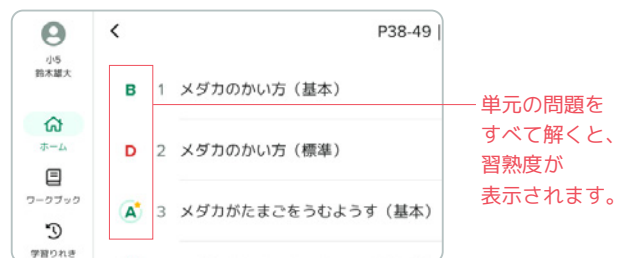 小5
鈴木雄大
ホーム
ワークブック
学習りれき
P38-49
B 1 メダカのかい方（基本）
D 2 メダカのかい方（標準）
A 3 メダカがたまごをうむようす（基本）
単元の問題を
すべて解くと、
習熟度が
表示されます。